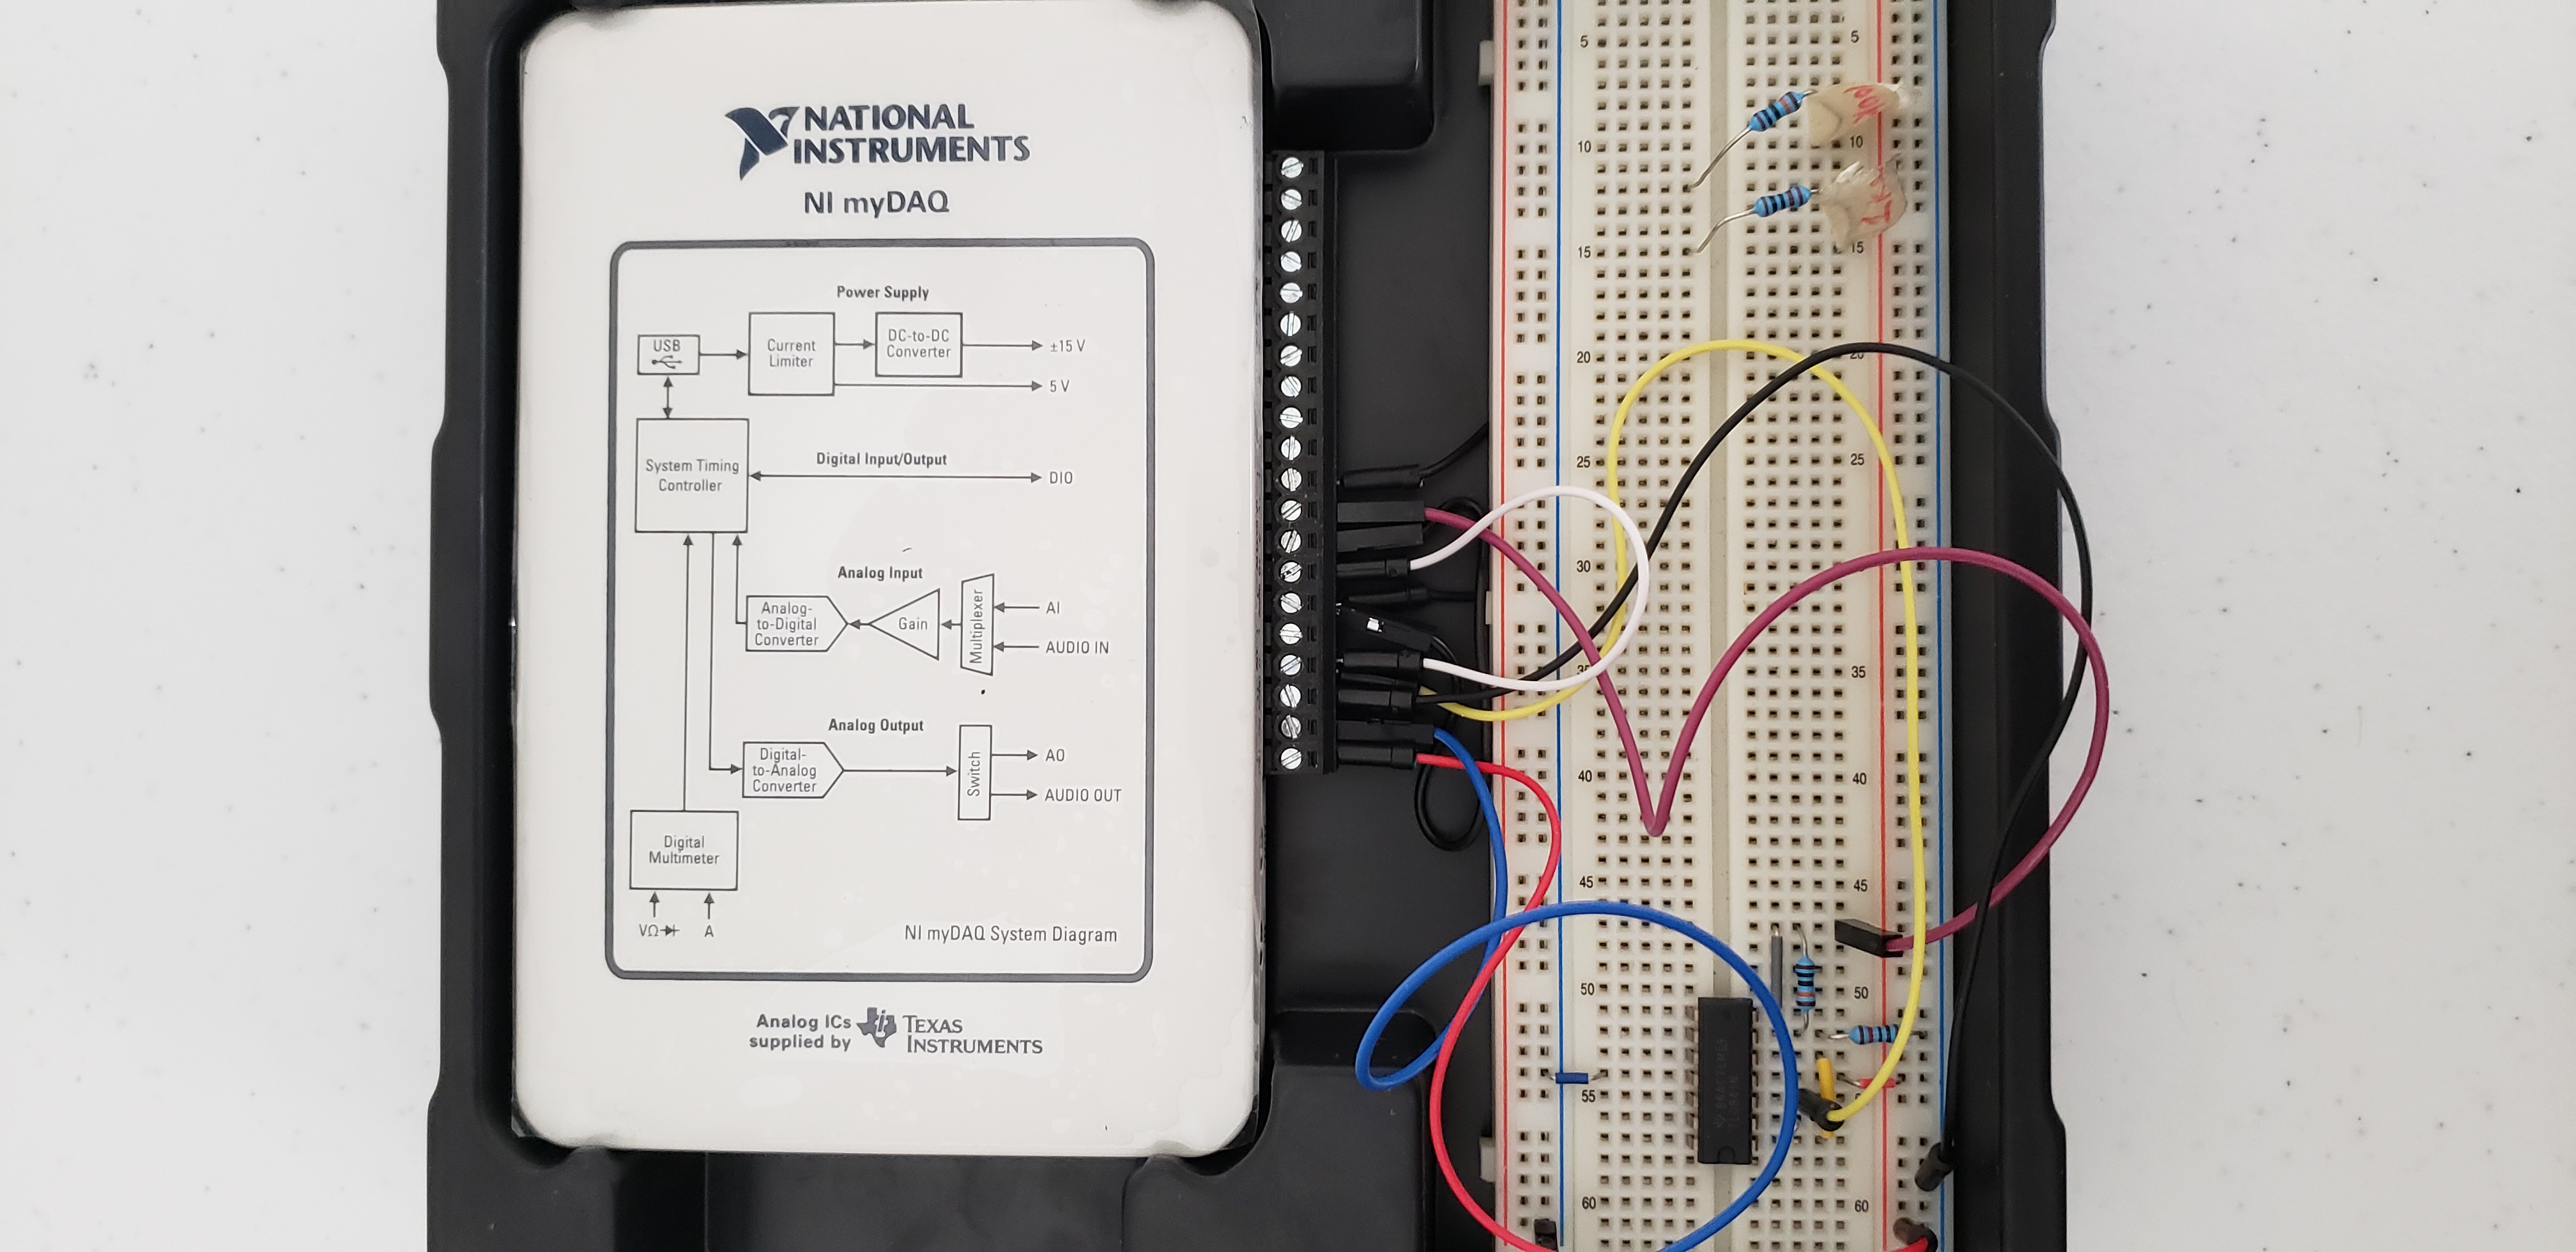 NATIONAL
INSTRUMENTS
NI myDAQ
Power Supply
USB
Current
Limiter
DC-to-DC
Converter
±15 V
5 V
System Timing
Controller
Digital Input/Output
DIO
Analog Input
Analog-
to-Digital
Converter
Gain
Multiplexer
AI
AUDIO IN
Analog Output
Digital-
to-Analog
Converter
Switch
AO
AUDIO OUT
Digital
Multimeter
VΩ
A
NI myDAQ System Diagram
Analog ICs
supplied by
TEXAS
INSTRUMENTS
60
55
50
45
40
30
25
20
15
10
5
60
50
45
40
35
25
20
15
10
5
100